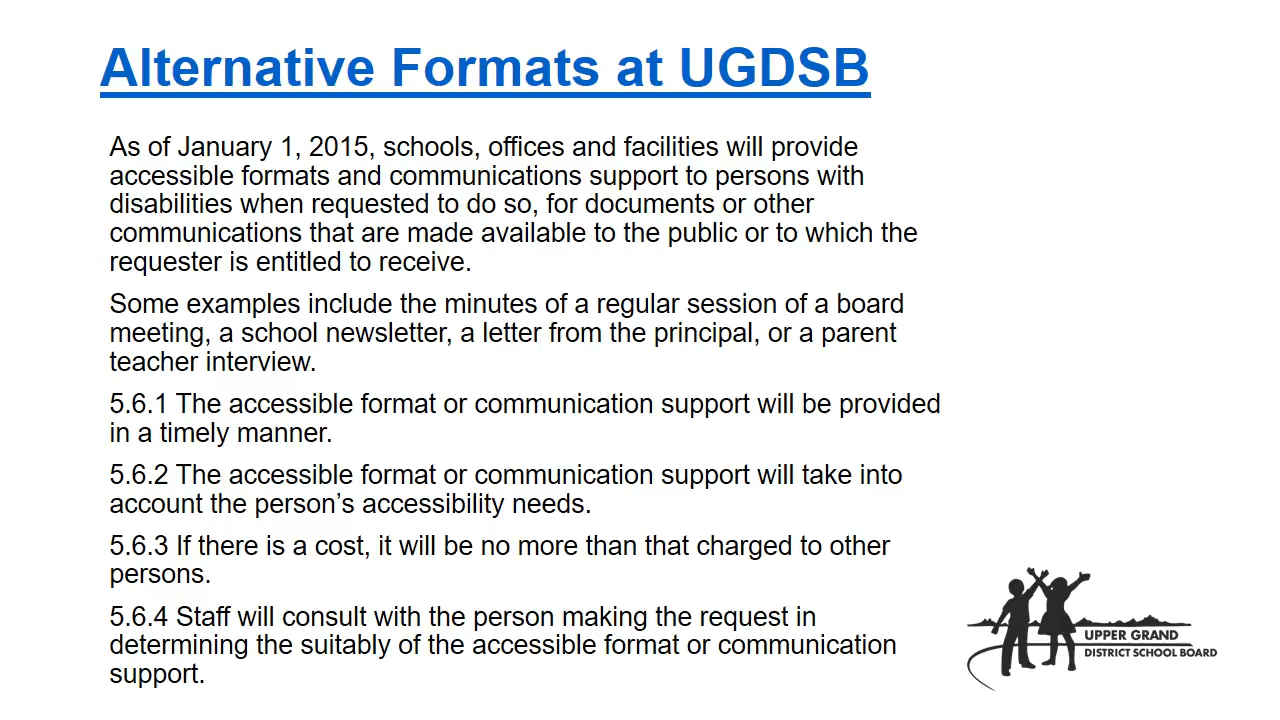 Alternative Formats at UGDSB
As of January 1, 2015, schools, offices and facilities will provide
accessible formats and communications support to persons with
disabilities when requested to do so, for documents or other
communications that are made available to the public or to which the
requester is entitled to receive.
Some examples include the minutes of a regular session of a board
meeting, a school newsletter, a letter from the principal, or a parent
teacher interview.
5.6.1 The accessible format or communication support will be provided
in a timely manner.
5.6.2 The accessible format or communication support will take into
account the person’s accessibility needs.
5.6.3 If there is a cost, it will be no more than that charged to other
persons.
5.6.4 Staff will consult with the person making the request in
determining the suitably of the accessible format or communication
support.
UPPER GRAND
DISTRICT SCHOOL BOARD